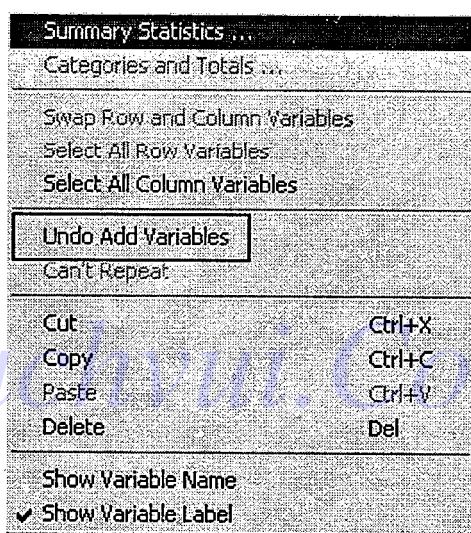 Summary Statistics ...
Categories and Totals ...
Swap Row and Column Variables
Select All Row Variables
Select All Column Variables
Undo Add Variables
Can't Repeat
Cut Ctrl+X
Copy Ctrl+C
Paste Ctrl+V
Delete Del
Show Variable Name
✔ Show Variable Label